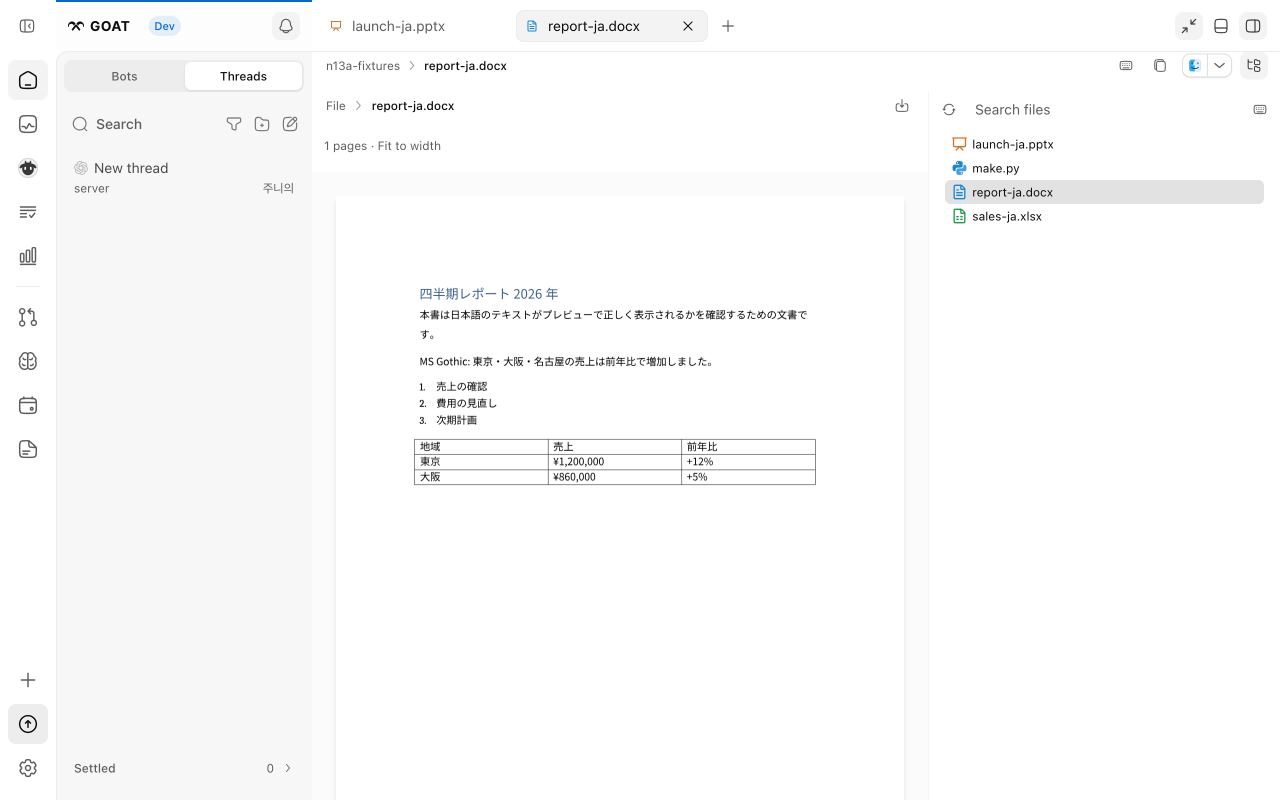 GOAT
Dev
launch-ja.pptx
report-ja.docx
Bots
Threads
n13a-fixtures
report-ja.docx
Search
File
report-ja.docx
Search files
1 pages · Fit to width
launch-ja.pptx
make.py
report-ja.docx
sales-ja.xlsx
New thread
server
주니의
四半期レポート 2026 年
本書は日本語のテキストがプレビューで正しく表示されるかを確認するための文書で
す。
MS Gothic: 東京・大阪・名古屋の売上は前年比で増加しました。
1. 売上の確認
2. 費用の見直し
3. 次期計画
地域 売上 前年比
東京 ¥1,200,000 +12%
大阪 ¥860,000 +5%
Settled
0